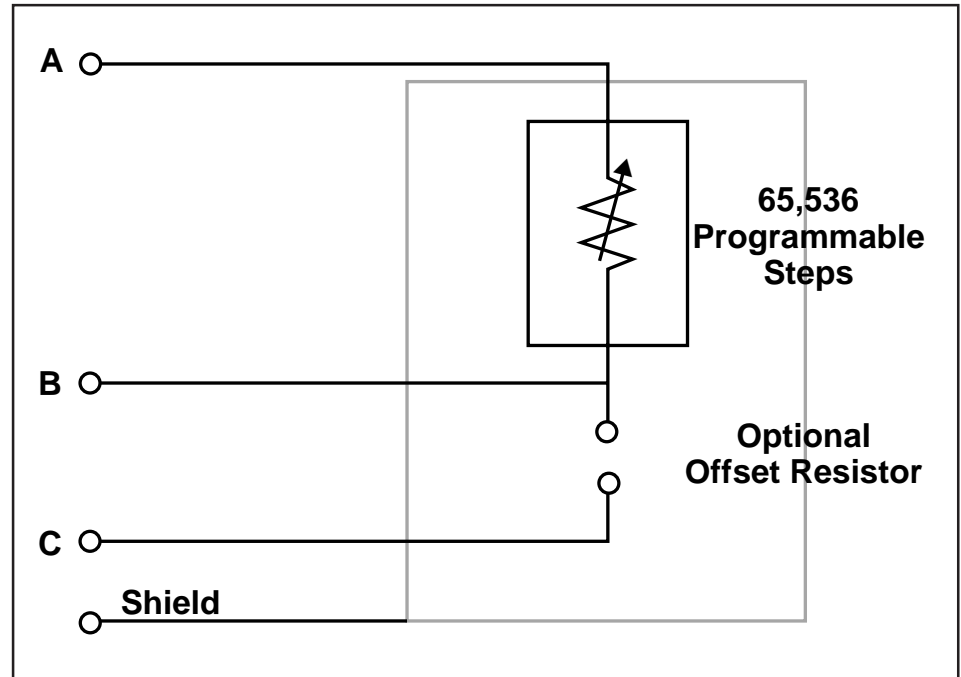 A
65,536
Programmable
Steps
B
Optional
Offset Resistor
C
Shield